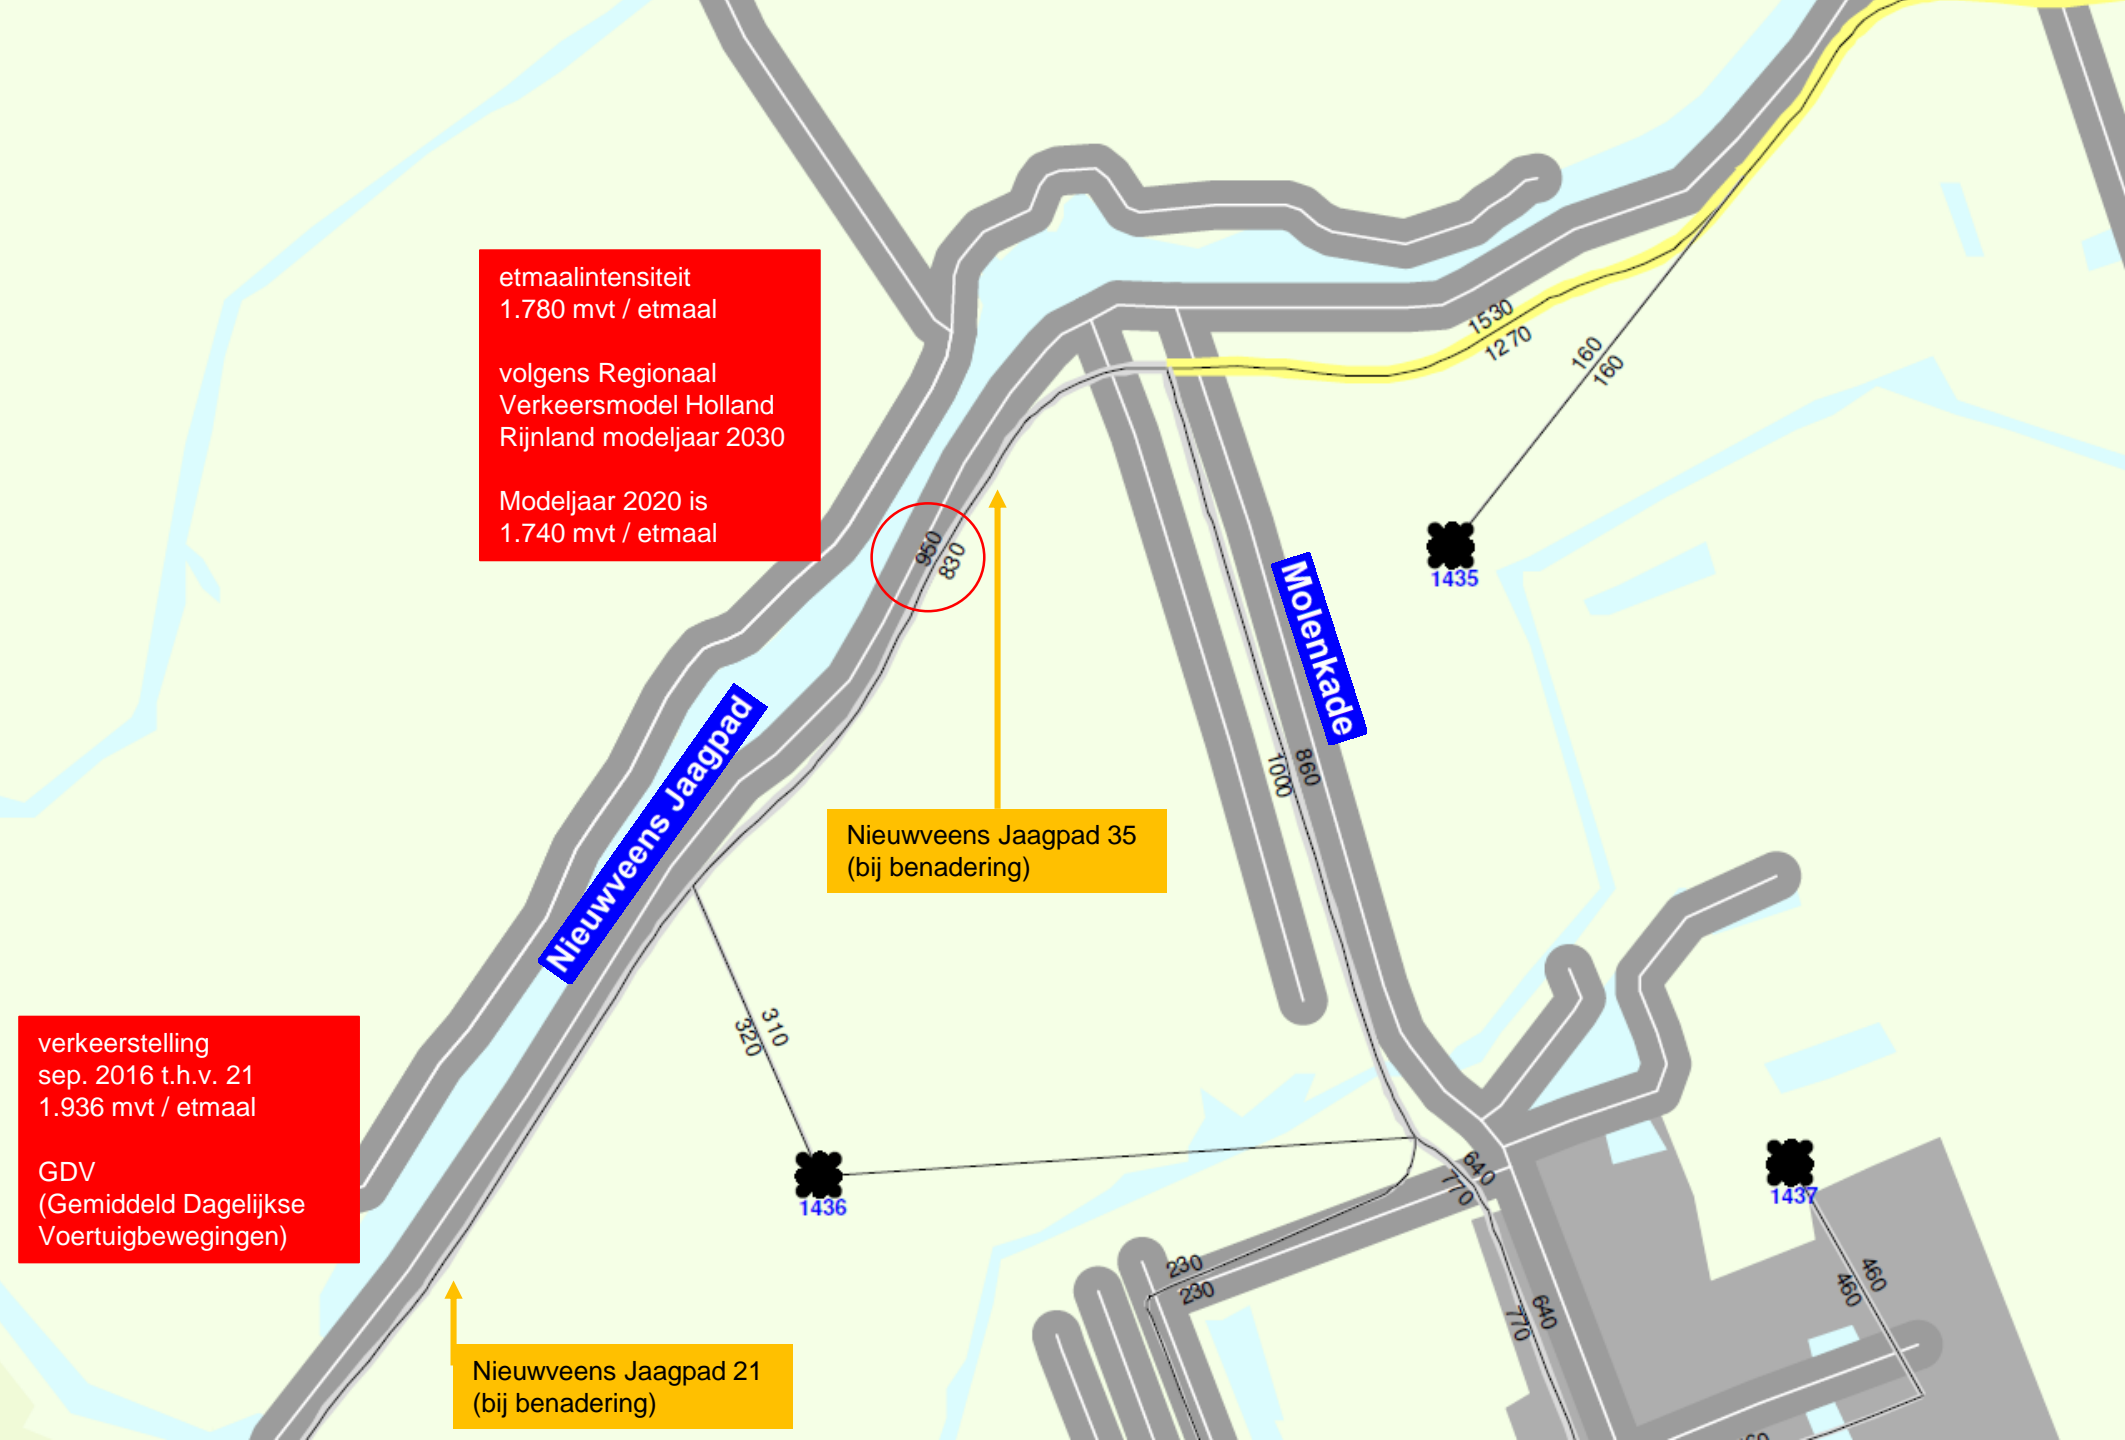 etmaalintensiteit
1.780 mvt / etmaal
volgens Regionaal
Verkeersmodel Holland
Rijnland modeljaar 2030
Modeljaar 2020 is
1.740 mvt / etmaal
1530
1270
160
160
950
830
1435
Molenkade
Nieuwveens Jaagpad
1000
860
Nieuwveens Jaagpad 35
(bij benadering)
310
320
verkeerstelling
sep. 2016 t.h.v. 21
1.936 mvt / etmaal
GDV
(Gemiddeld Dagelijkse
Voertuigbewegingen)
1436
640
770
1437
230
230
460
460
640
770
Nieuwveens Jaagpad 21
(bij benadering)